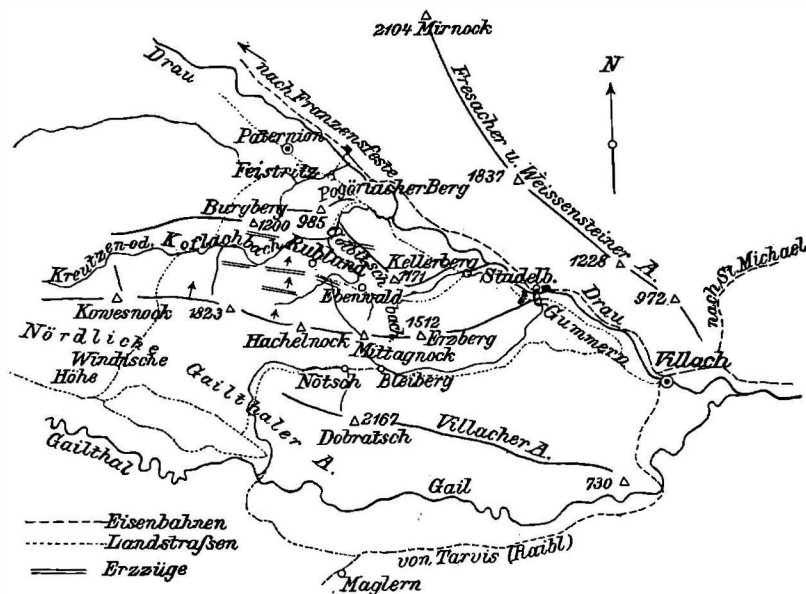 2104 Mirnock
Drau
nach Franzensfeste
N
Fresacher u. Weissensteiner A.
Paternion
Feistritz
1837
Pogöriacher Berg
Burgberg
1200
985
Kreutzen-od. Koflachbach
Rubland
Kellerberg
1171
Stadelb.
1228
972
nach St. Michael
Ebenwald
Drau
Kowesnock
1823
1512
Gummern
Nördliche
Hachelnock
Mittagnock
Erzberg
Villach
Windische
Höhe
Nötsch
Bleiberg
Gailthaler A.
2167
Dobratsch
Villacher A.
Gailthal
Gail
730
Eisenbahnen
Landstraßen
von Tarvis (Raibl)
Erzzüge
Maglern